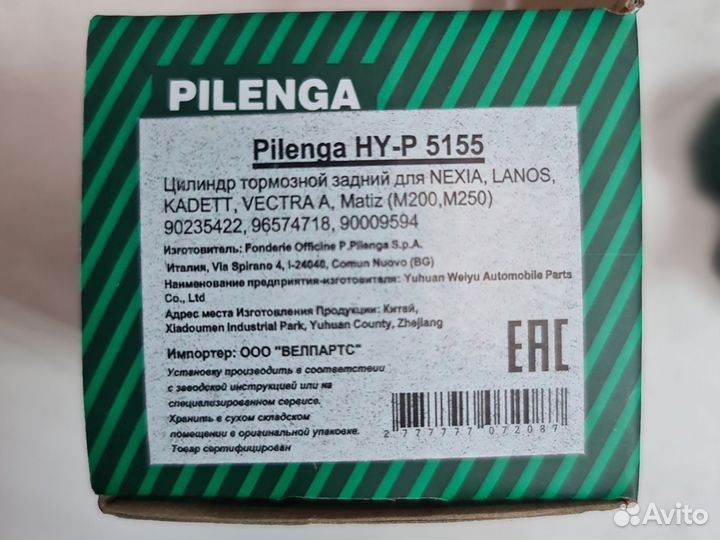 PILENGA
Pilenga HY-P 5155
Цилиндр тормозной задний для NEXIA, LANOS,
KADETT, VECTRA A, Matiz (M200,M250)
90235422, 96574718, 90009594
Изготовитель: Fonderie Officine P.Pilenga S.p.A.
Италия, Via Spirano 4, I-24040, Comun Nuovo (BG)
Наименование предприятия-изготовителя: Yuhuan Weiyu Automobile Parts
Co., Ltd
Адрес места Изготовления Продукции: Китай,
Xiadoumen Industrial Park, Yuhuan County, Zhejiang
Импортер: ООО "ВЕЛПАРТС"
EAC
Установку производить в соответствии
с заводской инструкцией или на
специализированном сервисе.
Хранить в сухом складском
помещении в оригинальной упаковке.
Товар сертифицирован
2 777777 072087
Avito